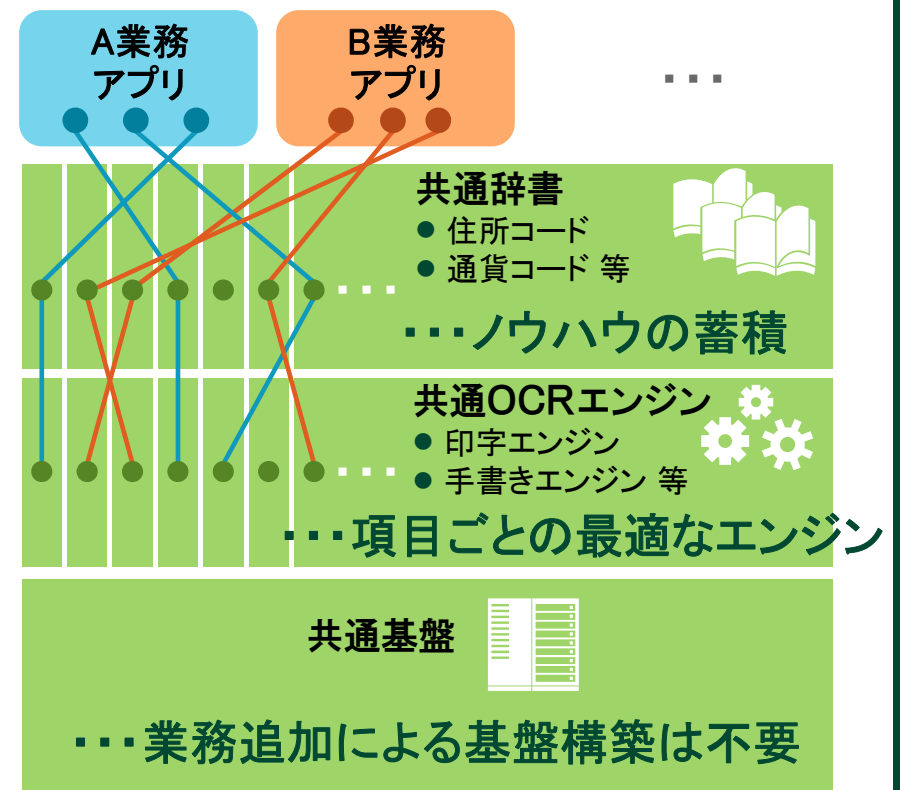 A業務
アプリ
B業務
アプリ
・・・
共通辞書
● 住所コード
● 通貨コード 等
・・・
・・・ノウハウの蓄積
共通OCRエンジン
● 印字エンジン
● 手書きエンジン 等
・・・
・・・項目ごとの最適なエンジン
共通基盤
・・・業務追加による基盤構築は不要